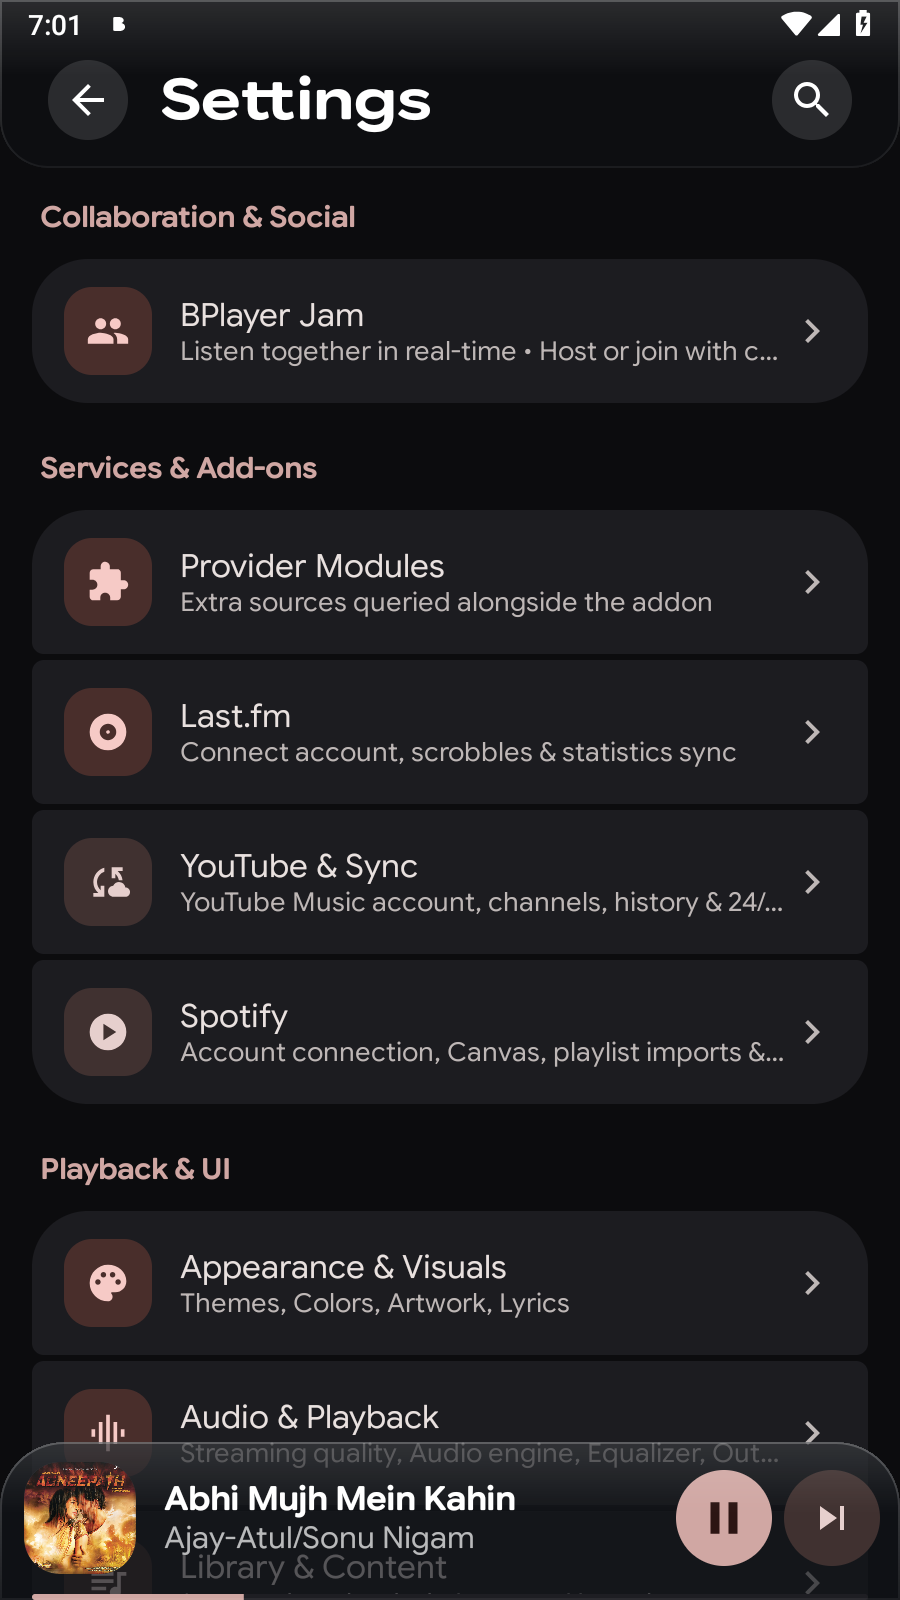 7:01
Settings
Collaboration & Social
BPlayer Jam
Listen together in real-time • Host or join with c...
Services & Add-ons
Provider Modules
Extra sources queried alongside the addon
Last.fm
Connect account, scrobbles & statistics sync
YouTube & Sync
YouTube Music account, channels, history & 24/...
Spotify
Account connection, Canvas, playlist imports &...
Playback & UI
Appearance & Visuals
Themes, Colors, Artwork, Lyrics
Audio & Playback
Streaming quality, Audio engine, Equalizer, Out...
AGNEEPATH
Abhi Mujh Mein Kahin
Ajay-Atul/Sonu Nigam
Library & Content